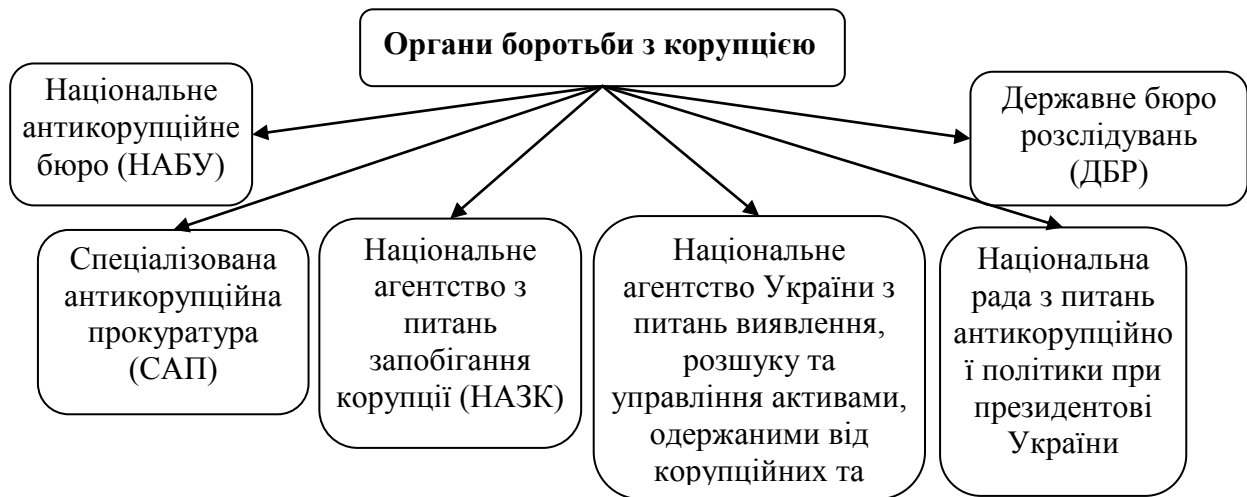 Органи боротьби з корупцією
Національне
антикорупційне
бюро (НАБУ)
Державне бюро
розслідувань
(ДБР)
Спеціалізована
антикорупційна
прокуратура
(САП)
Національне
агентство з
питань
запобігання
корупції (НАЗК)
Національне
агентство України з
питань виявлення,
розшуку та
управління активами,
одержаними від
корупційних та
Національна
рада з питань
антикорупційно
ї політики при
президентові
України